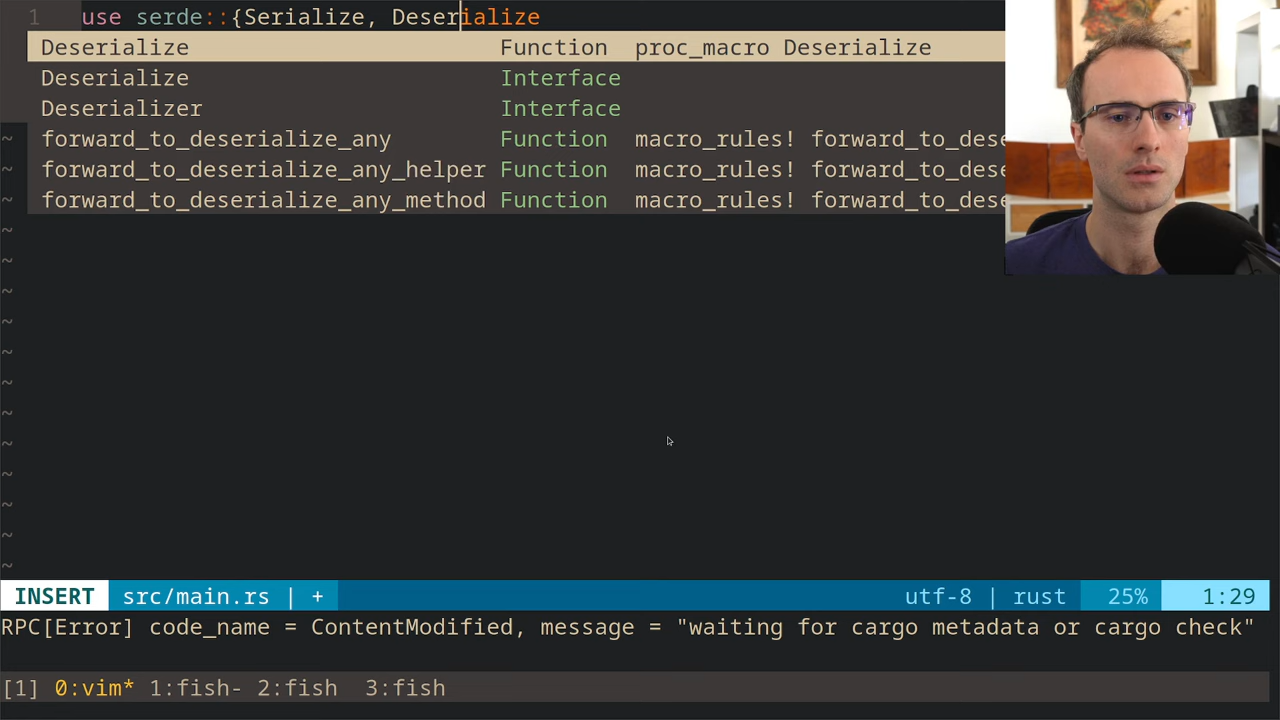 1 use serde::{Serialize, Deserialize
Deserialize Function proc_macro Deserialize
Deserialize Interface
Deserializer Interface
~ forward_to_deserialize_any Function macro_rules! forward_to_dese
~ forward_to_deserialize_any_helper Function macro_rules! forward_to_dese
~ forward_to_deserialize_any_method Function macro_rules! forward_to_dese
~
~
~
~
~
~
~
~
~
~
~
~
INSERT src/main.rs | + utf-8 | rust 25% 1:29
RPC[Error] code_name = ContentModified, message = "waiting for cargo metadata or cargo check"
[1] 0:vim* 1:fish- 2:fish 3:fish